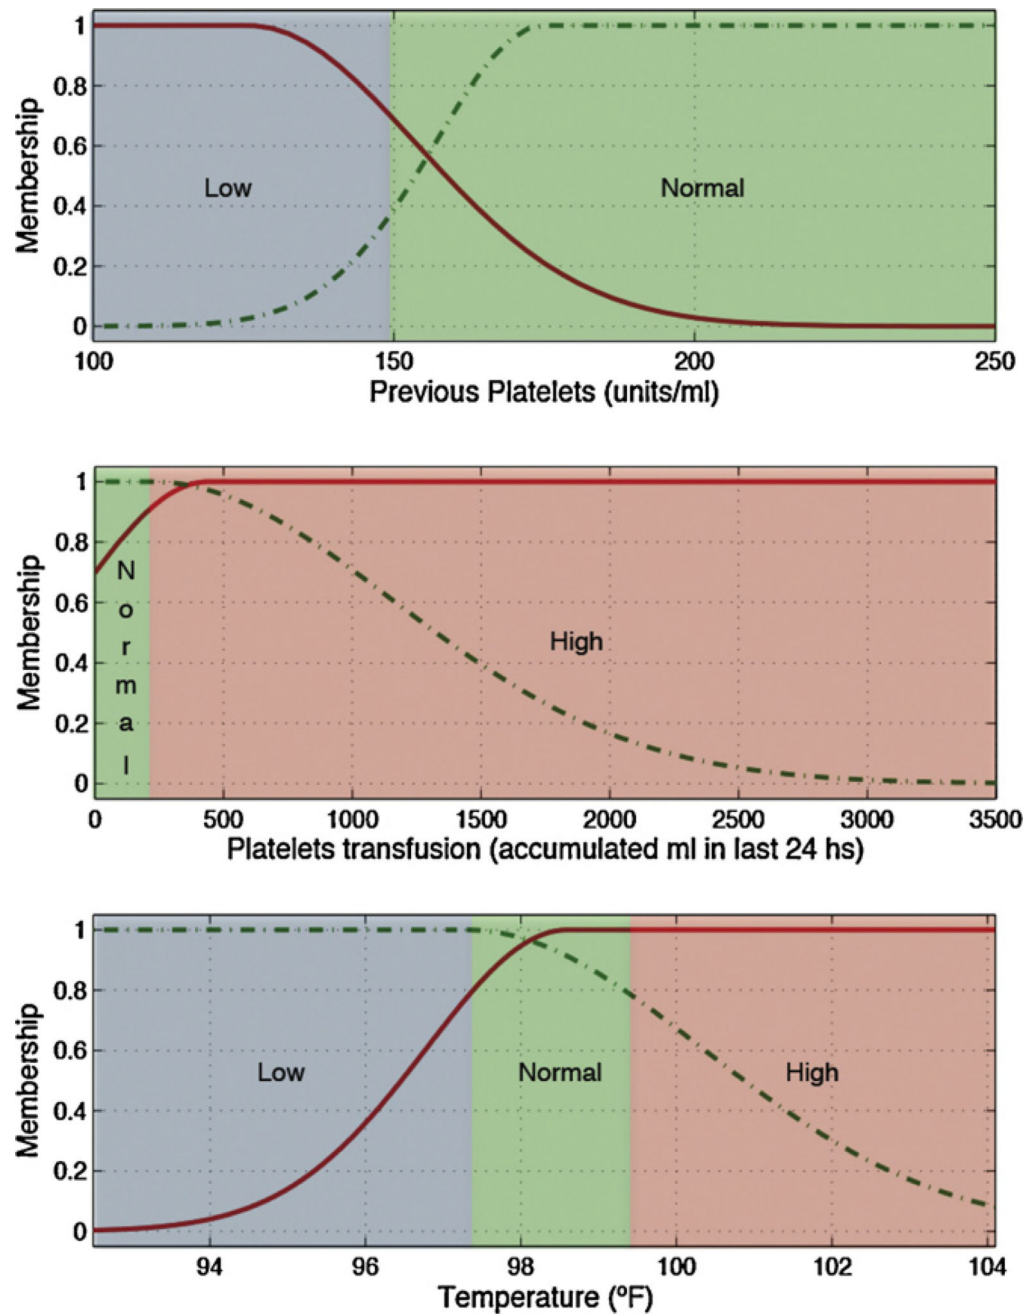 Membership
1
0.8
0.6
0.4
0.2
0
Low
Normal
100 150 200 250
Previous Platelets (units/ml)
Membership
1
0.8
0.6
0.4
0.2
0
Normal
High
0 500 1000 1500 2000 2500 3000 3500
Platelets transfusion (accumulated ml in last 24 hs)
Membership
1
0.8
0.6
0.4
0.2
0
Low
Normal
High
94 96 98 100 102 104
Temperature (ºF)